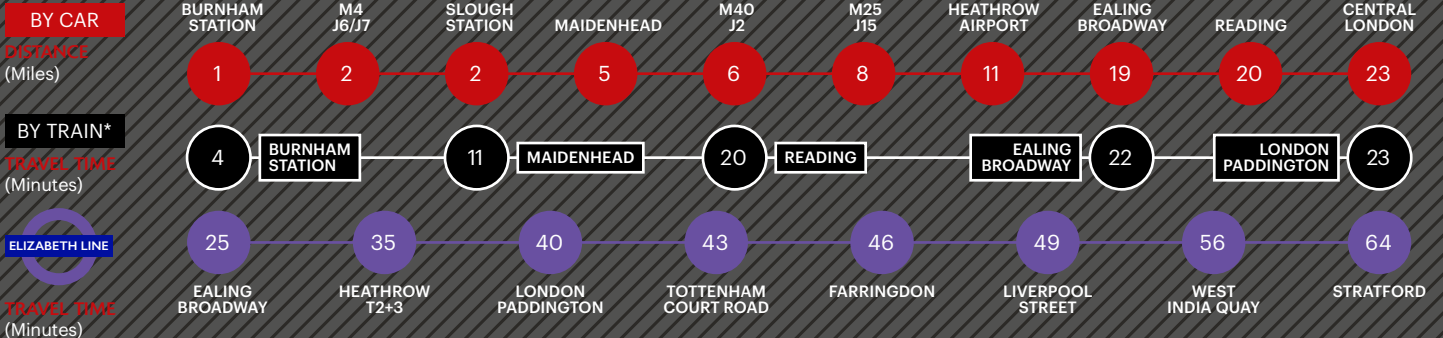 BY CAR
DISTANCE
(Miles)
BURNHAM
STATION
1
M4
J6/J7
2
SLOUGH
STATION
2
MAIDENHEAD
5
M40
J2
6
M25
J15
8
HEATHROW
AIRPORT
11
EALING
BROADWAY
19
READING
20
CENTRAL
LONDON
23
BY TRAIN*
TRAVEL TIME
(Minutes)
4
BURNHAM
STATION
11
MAIDENHEAD
20
READING
EALING
BROADWAY
22
LONDON
PADDINGTON
23
ELIZABETH LINE
TRAVEL TIME
(Minutes)
25
EALING
BROADWAY
35
HEATHROW
T2+3
40
LONDON
PADDINGTON
43
TOTTENHAM
COURT ROAD
46
FARRINGDON
49
LIVERPOOL
STREET
56
WEST
INDIA QUAY
64
STRATFORD